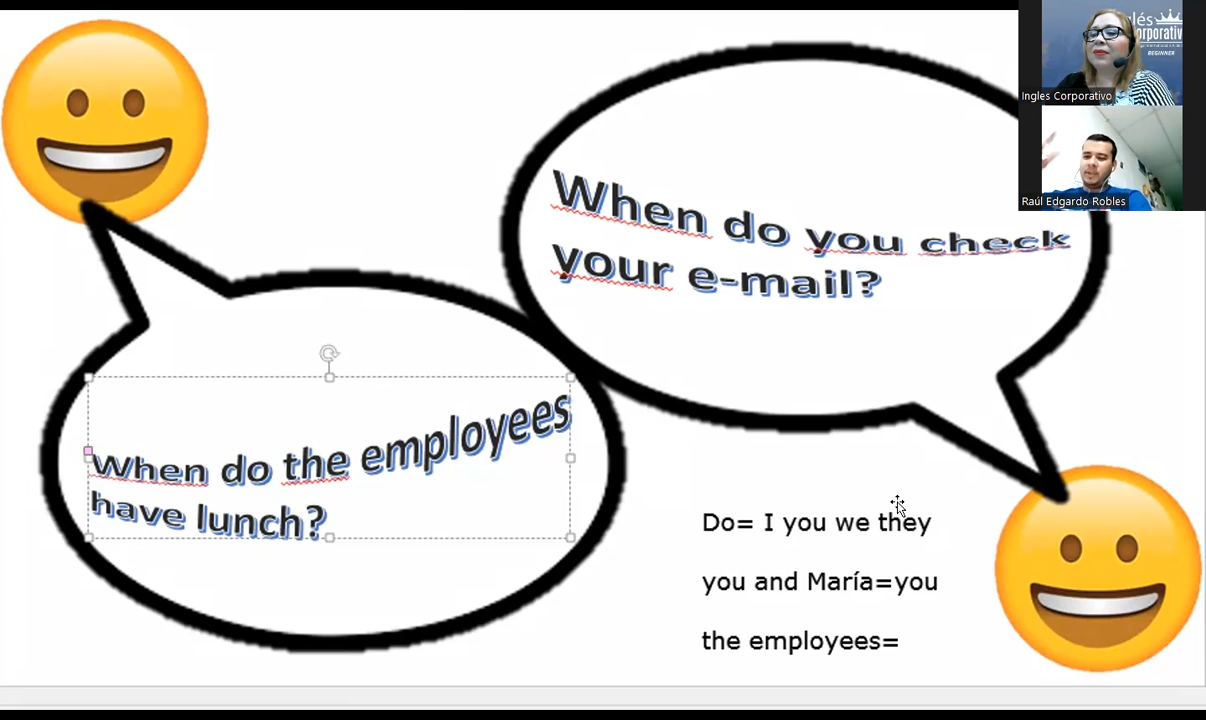 When do you check
your e-mail?
When do the employees
have lunch?
Do= I you we they
you and María=you
the employees=
Ingles Corporativo
Raúl Edgardo Robles
BEGINNER